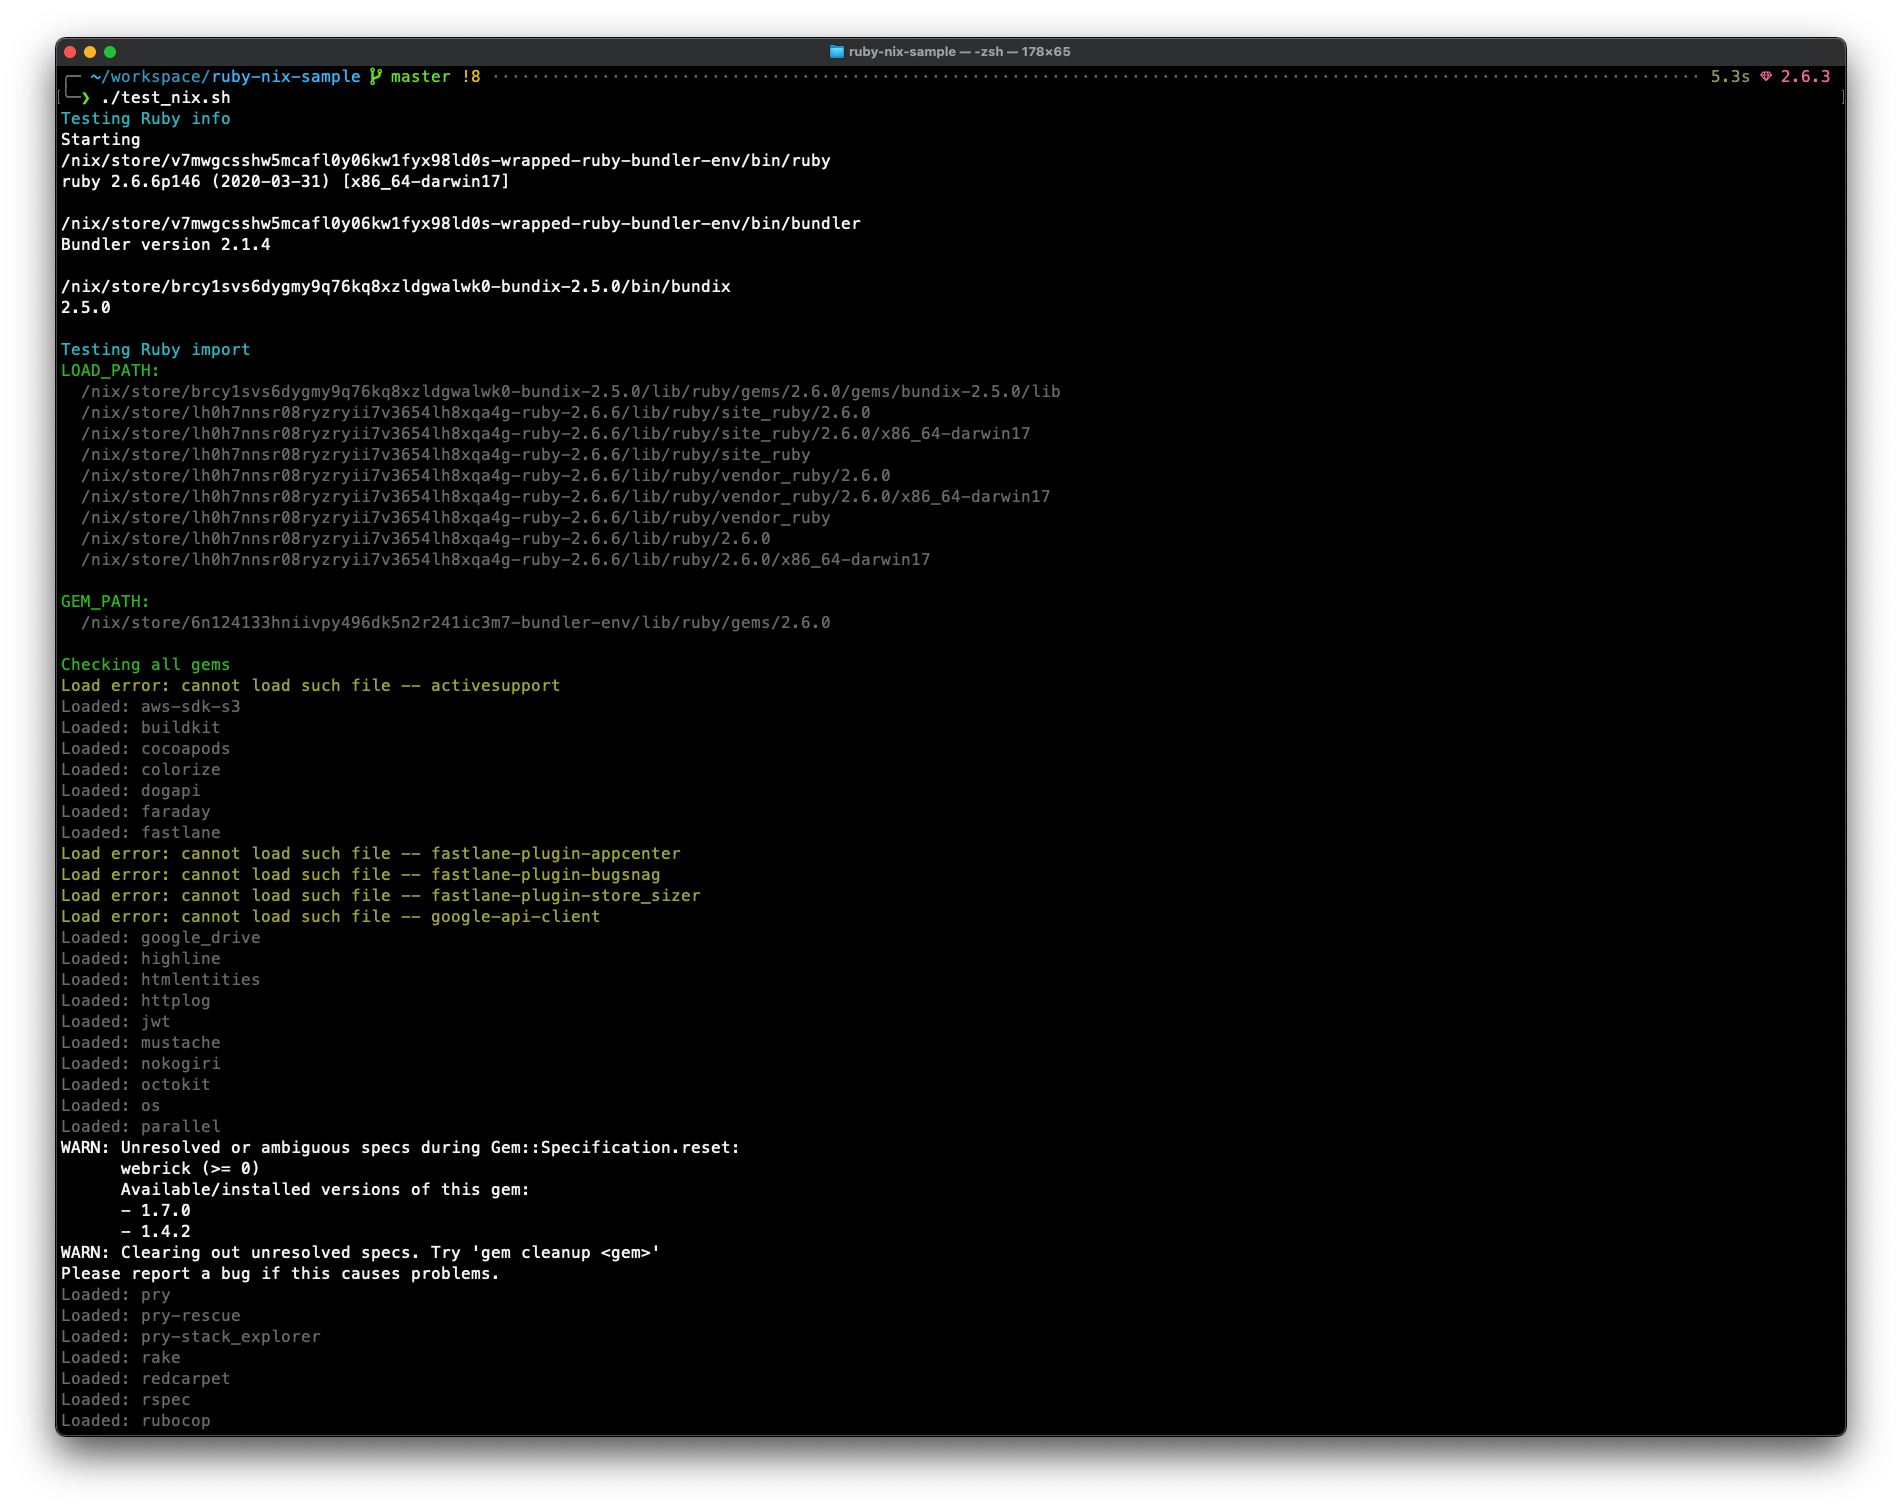 ruby-nix-sample — -zsh — 178×65
~/workspace/ruby-nix-sample master !8 5.3s 2.6.3
❯ ./test_nix.sh
Testing Ruby info
Starting
/nix/store/v7mwgcsshw5mcafl0y06kw1fyx98ld0s-wrapped-ruby-bundler-env/bin/ruby
ruby 2.6.6p146 (2020-03-31) [x86_64-darwin17]
/nix/store/v7mwgcsshw5mcafl0y06kw1fyx98ld0s-wrapped-ruby-bundler-env/bin/bundler
Bundler version 2.1.4
/nix/store/brcy1svs6dygmy9q76kq8xzldgwalwk0-bundix-2.5.0/bin/bundix
2.5.0
Testing Ruby import
LOAD_PATH:
/nix/store/brcy1svs6dygmy9q76kq8xzldgwalwk0-bundix-2.5.0/lib/ruby/gems/2.6.0/gems/bundix-2.5.0/lib
/nix/store/lh0h7nnsr08ryzryii7v3654lh8xqa4g-ruby-2.6.6/lib/ruby/site_ruby/2.6.0
/nix/store/lh0h7nnsr08ryzryii7v3654lh8xqa4g-ruby-2.6.6/lib/ruby/site_ruby/2.6.0/x86_64-darwin17
/nix/store/lh0h7nnsr08ryzryii7v3654lh8xqa4g-ruby-2.6.6/lib/ruby/site_ruby
/nix/store/lh0h7nnsr08ryzryii7v3654lh8xqa4g-ruby-2.6.6/lib/ruby/vendor_ruby/2.6.0
/nix/store/lh0h7nnsr08ryzryii7v3654lh8xqa4g-ruby-2.6.6/lib/ruby/vendor_ruby/2.6.0/x86_64-darwin17
/nix/store/lh0h7nnsr08ryzryii7v3654lh8xqa4g-ruby-2.6.6/lib/ruby/vendor_ruby
/nix/store/lh0h7nnsr08ryzryii7v3654lh8xqa4g-ruby-2.6.6/lib/ruby/2.6.0
/nix/store/lh0h7nnsr08ryzryii7v3654lh8xqa4g-ruby-2.6.6/lib/ruby/2.6.0/x86_64-darwin17
GEM_PATH:
/nix/store/6n124133hniivpy496dk5n2r241ic3m7-bundler-env/lib/ruby/gems/2.6.0
Checking all gems
Load error: cannot load such file -- activesupport
Loaded: aws-sdk-s3
Loaded: buildkit
Loaded: cocoapods
Loaded: colorize
Loaded: dogapi
Loaded: faraday
Loaded: fastlane
Load error: cannot load such file -- fastlane-plugin-appcenter
Load error: cannot load such file -- fastlane-plugin-bugsnag
Load error: cannot load such file -- fastlane-plugin-store_sizer
Load error: cannot load such file -- google-api-client
Loaded: google_drive
Loaded: highline
Loaded: htmlentities
Loaded: httplog
Loaded: jwt
Loaded: mustache
Loaded: nokogiri
Loaded: octokit
Loaded: os
Loaded: parallel
WARN: Unresolved or ambiguous specs during Gem::Specification.reset:
webrick (>= 0)
Available/installed versions of this gem:
- 1.7.0
- 1.4.2
WARN: Clearing out unresolved specs. Try 'gem cleanup <gem>'
Please report a bug if this causes problems.
Loaded: pry
Loaded: pry-rescue
Loaded: pry-stack_explorer
Loaded: rake
Loaded: redcarpet
Loaded: rspec
Loaded: rubocop